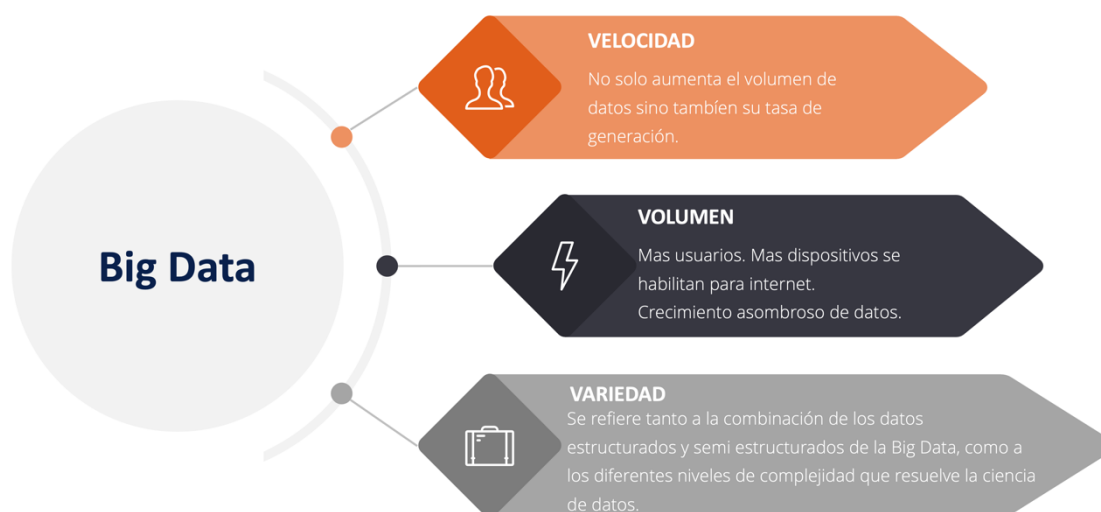 Big Data
VELOCIDAD
No solo aumenta el volumen de
datos sino tambíen su tasa de
generación.
VOLUMEN
Mas usuarios. Mas dispositivos se
habilitan para internet.
Crecimiento asombroso de datos.
VARIEDAD
Se refiere tanto a la combinación de los datos
estructurados y semi estructurados de la Big Data, como a
los diferentes niveles de complejidad que resuelve la ciencia
de datos.